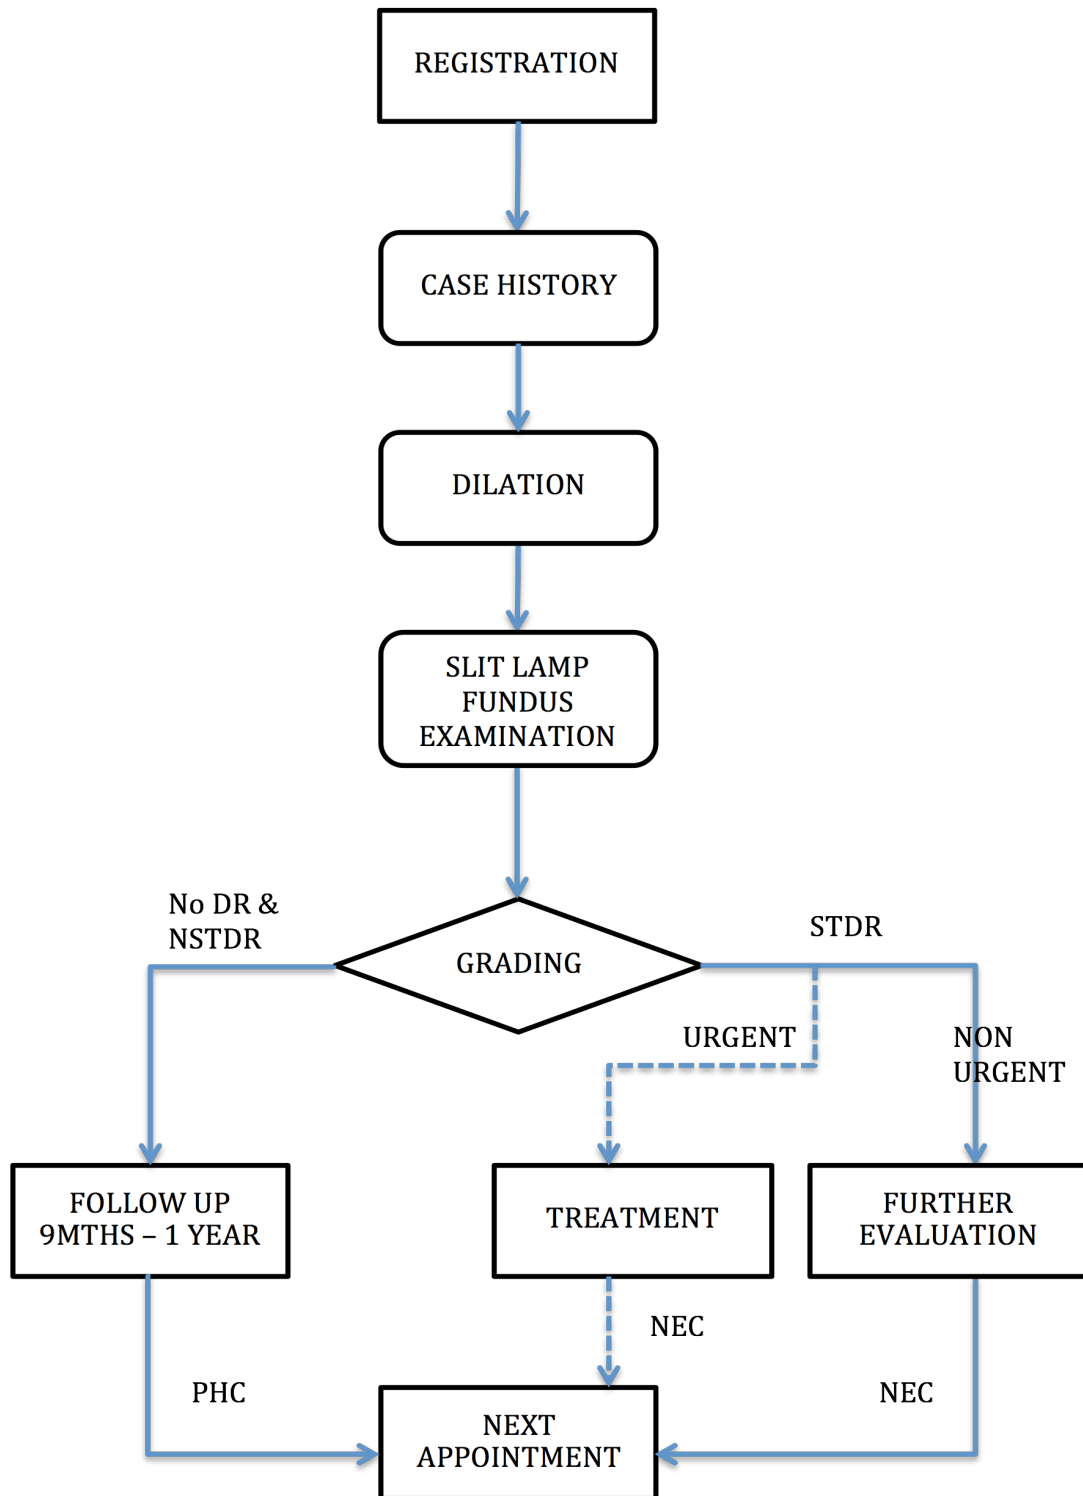 REGISTRATION
CASE HISTORY
DILATION
SLIT LAMP
FUNDUS
EXAMINATION
No DR &
NSTDR
GRADING
STDR
URGENT
NON
URGENT
FOLLOW UP
9MTHS – 1 YEAR
TREATMENT
FURTHER
EVALUATION
NEC
PHC
NEC
NEXT
APPOINTMENT